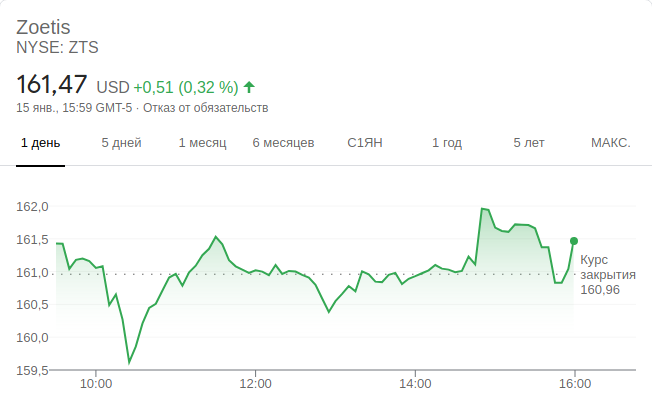 Zoetis
NYSE: ZTS
161,47 USD +0,51 (0,32 %)
15 янв., 15:59 GMT-5 · Отказ от обязательств
1 день 5 дней 1 месяц 6 месяцев С1ЯН 1 год 5 лет МАКС.
162,0
161,5
161,0
160,5
160,0
159,5
Курс
закрытия
160,96
10:00 12:00 14:00 16:00